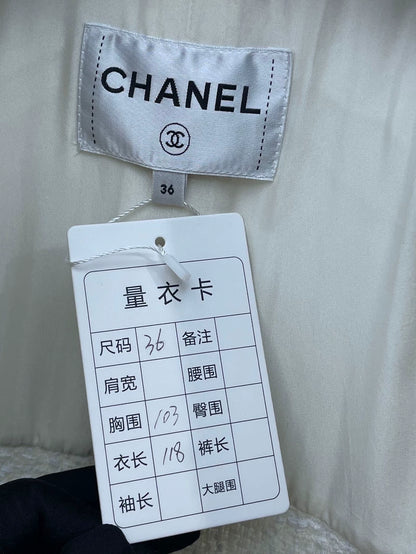 CHANEL
36
量衣卡
尺码 36 备注
肩宽 腰围
胸围 103 臀围
衣长 118 裤长
袖长 大腿围